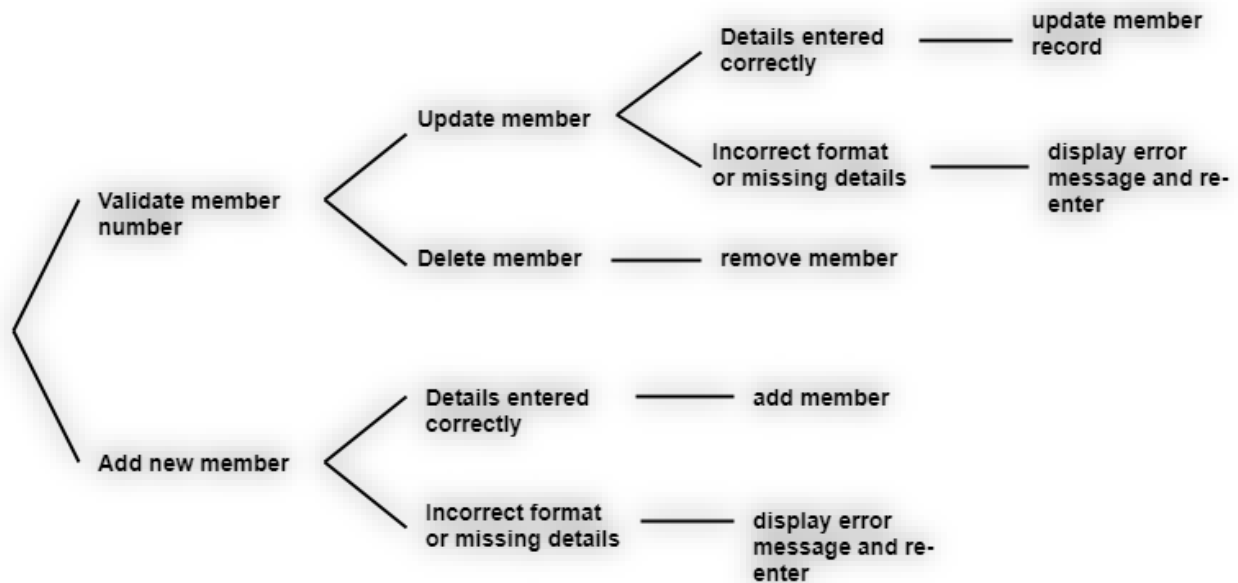 Details entered
correctly
update member
record
Update member
Incorrect format
or missing details
display error
message and re-
enter
Validate member
number
Delete member
remove member
Details entered
correctly
add member
Add new member
Incorrect format
or missing details
display error
message and re-
enter